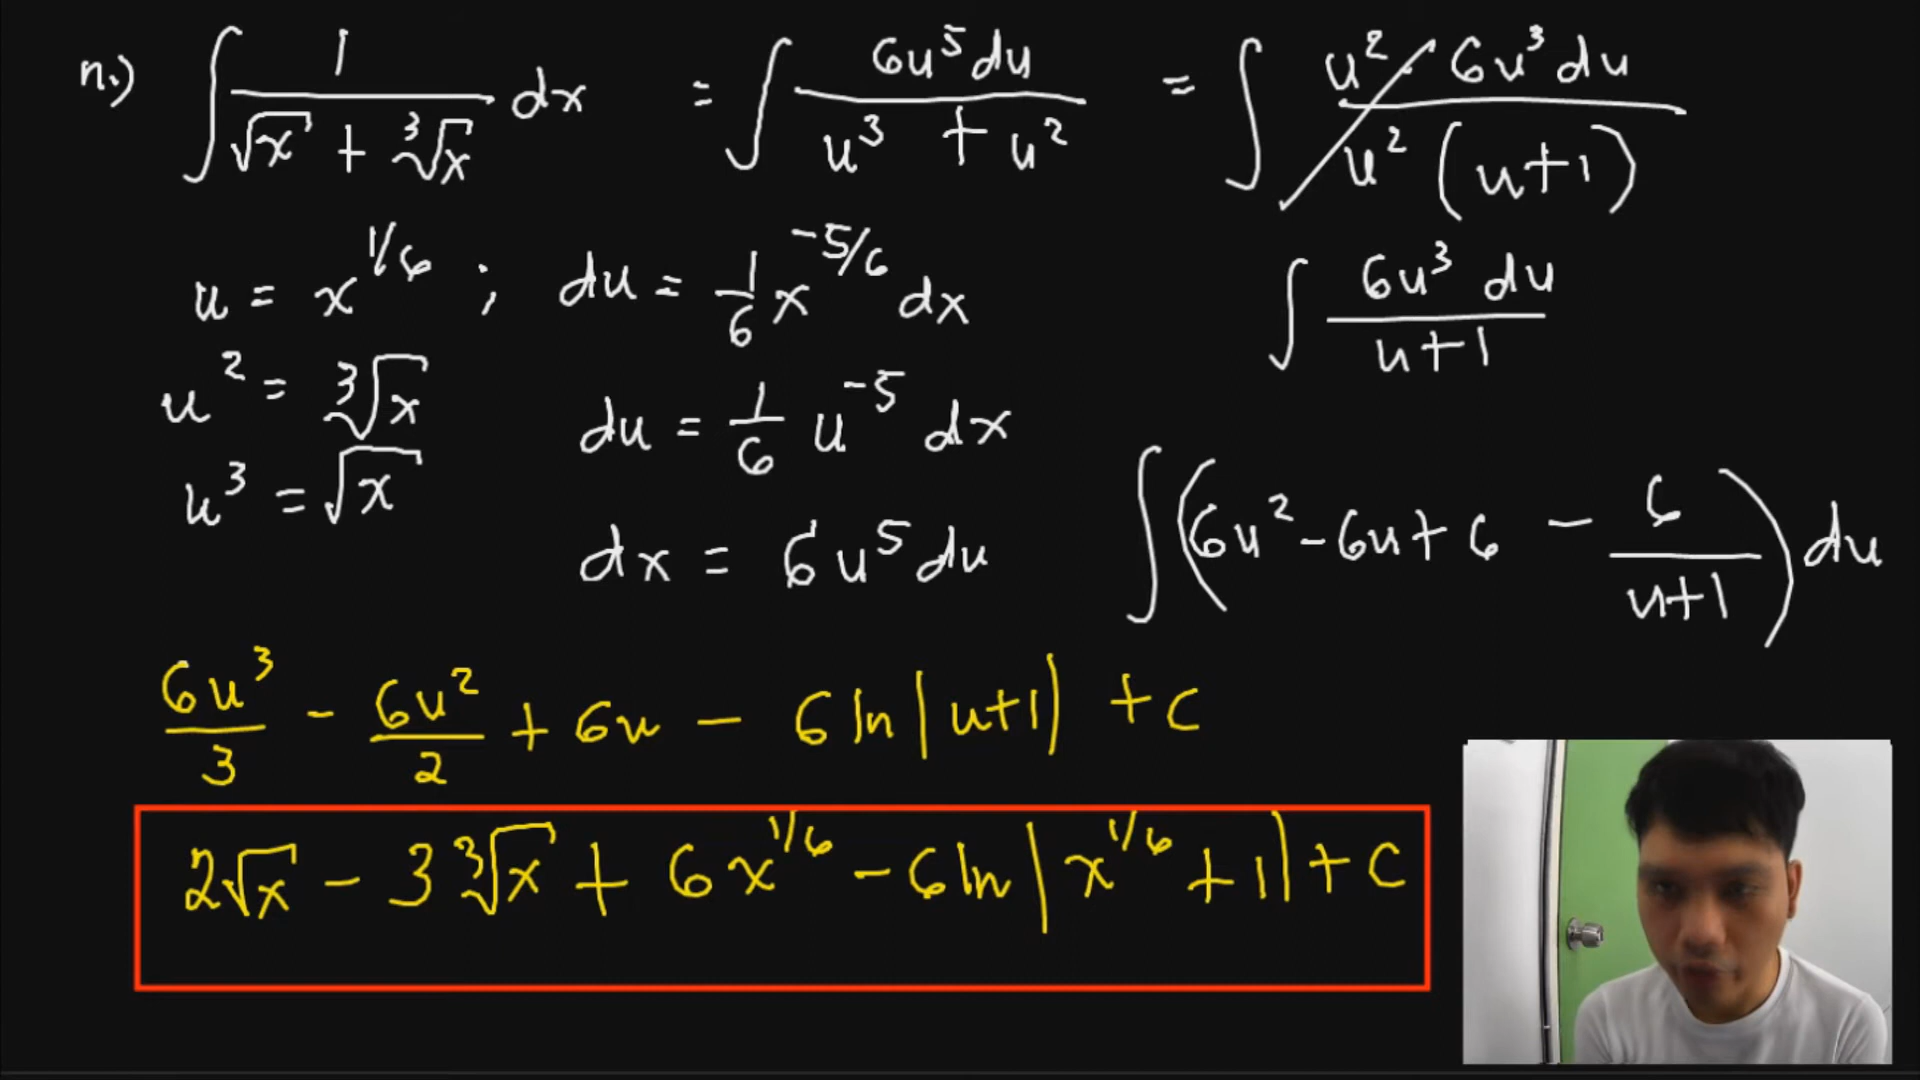 n.) ∫ 1/(√x + ∛x) dx = ∫ 6u⁵du/(u³ + u²) = ∫ u² · 6u³du/(u²(u+1))
u = x^(1/6) ; du = 1/6 x^(-5/6) dx
∫ 6u³ du/(u+1)
u² = ∛x
du = 1/6 u⁻⁵ dx
u³ = √x
dx = 6u⁵du
∫(6u² - 6u + 6 - 6/(u+1)) du
6u³/3 - 6u²/2 + 6u - 6 ln|u+1| + c
2√x - 3∛x + 6x^(1/6) - 6 ln|x^(1/6) + 1| + C